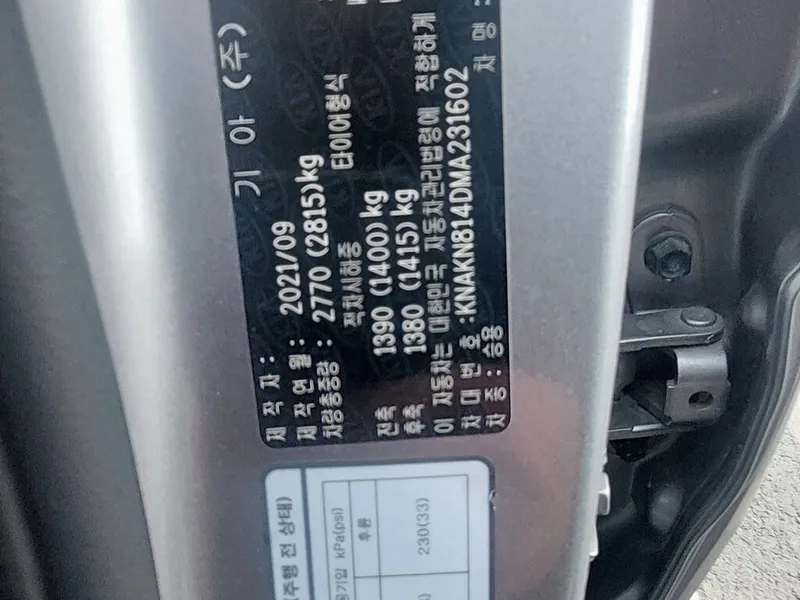 제 작 자 : 기 아 (주)
제 작 연 월 : 2021/09
차량총중량 : 2770 (2815)kg
적차시하중 타이어형식
전축 1390 (1400)kg
후축 1380 (1415)kg
이 자동차는 대한민국 자동차관리법령에 적합하게
차 대 번 호 :KNAKN814DMA231602
차 종 : 승용 차 명
(주행 전 상태)
공기압 kPa(psi)
후륜
230(33)